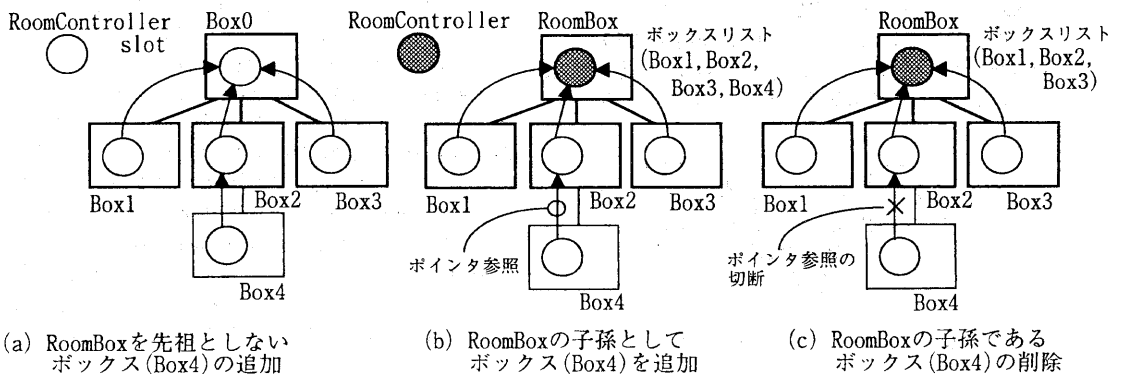 RoomController
slot
Box0
Box1
Box2
Box3
Box4
(a) RoomBoxを先祖としない
ボックス(Box4)の追加
RoomController
RoomBox
ボックスリスト
(Box1, Box2,
Box3, Box4)
Box1
Box2
Box3
ポインタ参照
Box4
(b) RoomBoxの子孫として
ボックス(Box4)を追加
RoomBox
ボックスリスト
(Box1, Box2,
Box3)
Box1
Box2
Box3
ポインタ参照の
切断
Box4
(c) RoomBoxの子孫である
ボックス(Box4)の削除